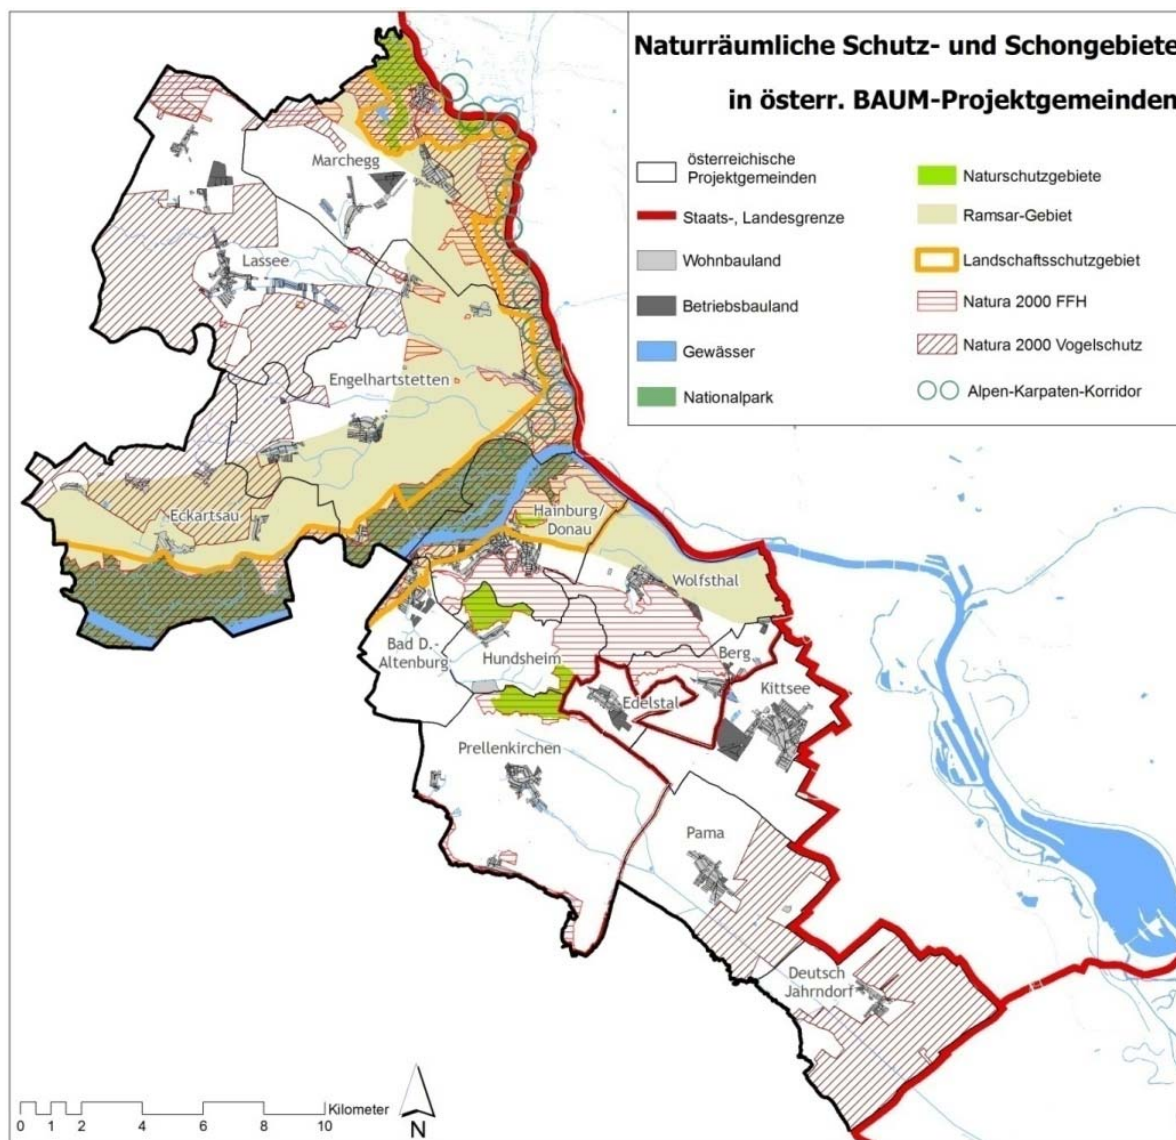 Naturräumliche Schutz- und Schongebiete
in österr. BAUM-Projektgemeinden
österreichische
Projektgemeinden
Staats-, Landesgrenze
Wohnbauland
Betriebsbauland
Gewässer
Nationalpark
Naturschutzgebiete
Ramsar-Gebiet
Landschaftsschutzgebiet
Natura 2000 FFH
Natura 2000 Vogelschutz
Alpen-Karpaten-Korridor
Marchegg
Lassee
Engelhartstetten
Eckartsau
Hainburg/
Donau
Wolfsthal
Bad D.-
Altenburg
Hundsheim
Berg
Kittsee
Edelstal
Prellenkirchen
Pama
Deutsch
Jahrndorf
Kilometer
0 1 2 4 6 8 10
N